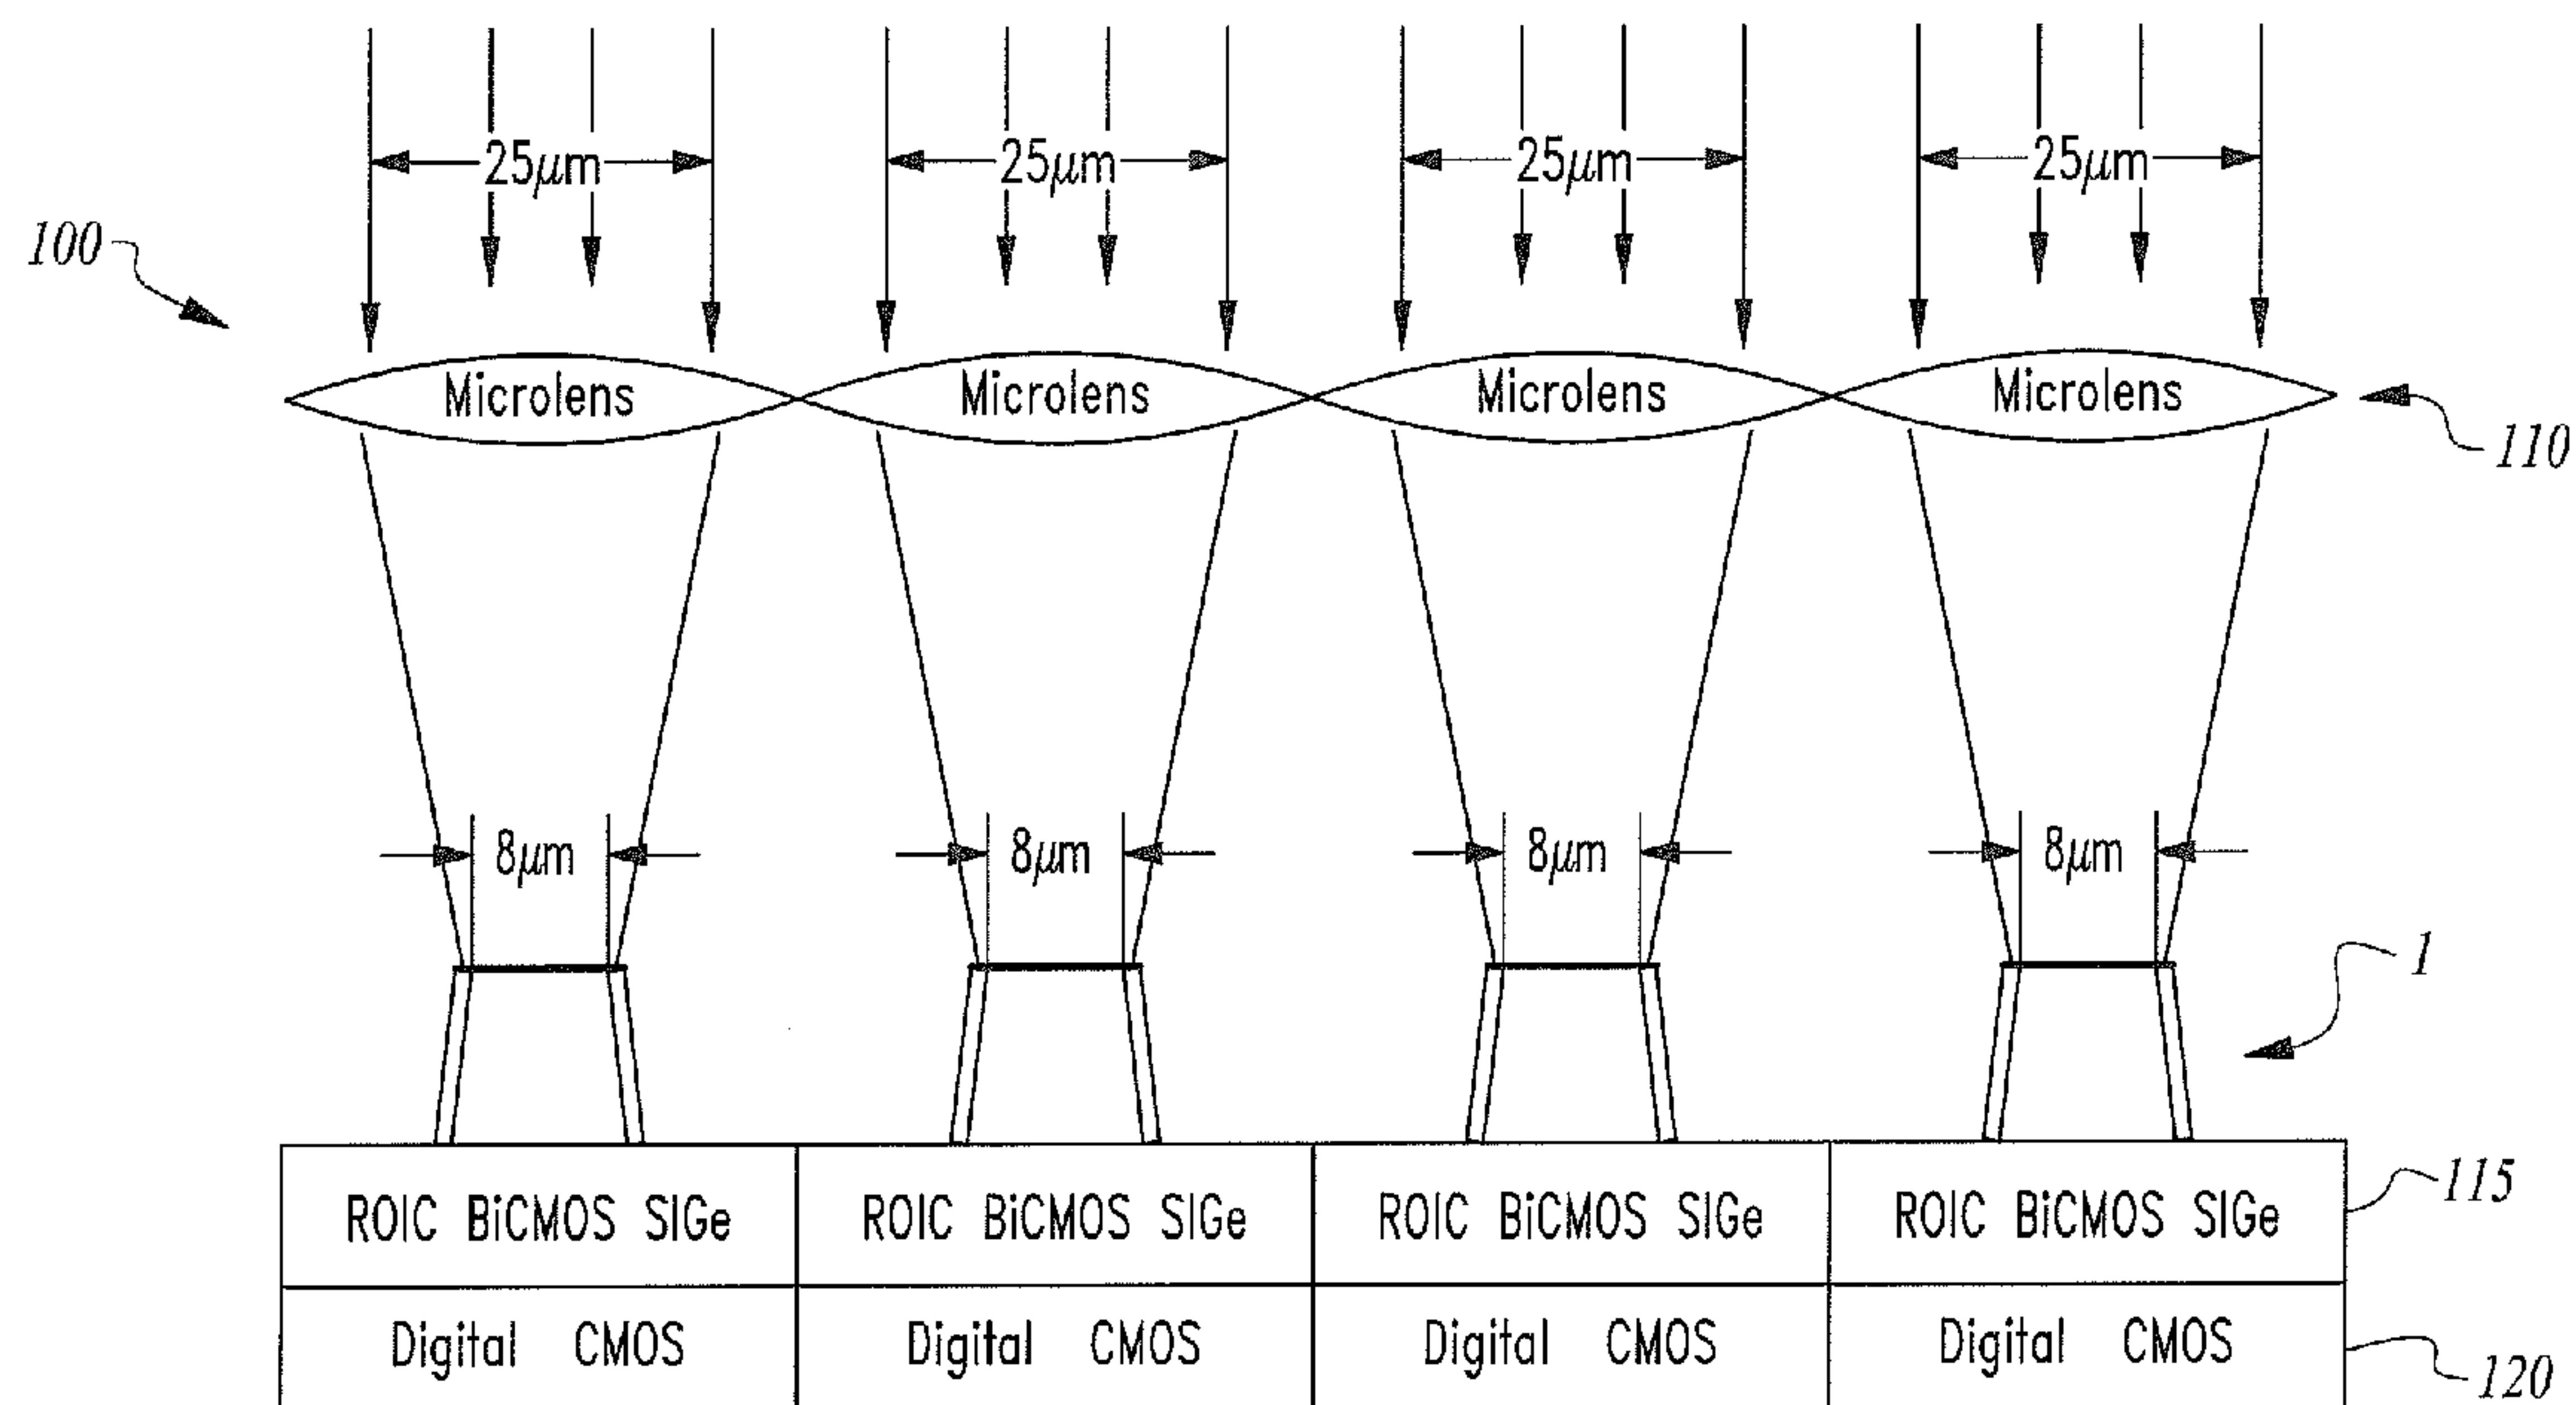 25μm 25μm 25μm 25μm
100
Microlens Microlens Microlens Microlens
110
8μm 8μm 8μm 8μm
1
ROIC BiCMOS SIGe ROIC BiCMOS SIGe ROIC BiCMOS SIGe ROIC BiCMOS SIGe
115
Digital CMOS Digital CMOS Digital CMOS Digital CMOS
120